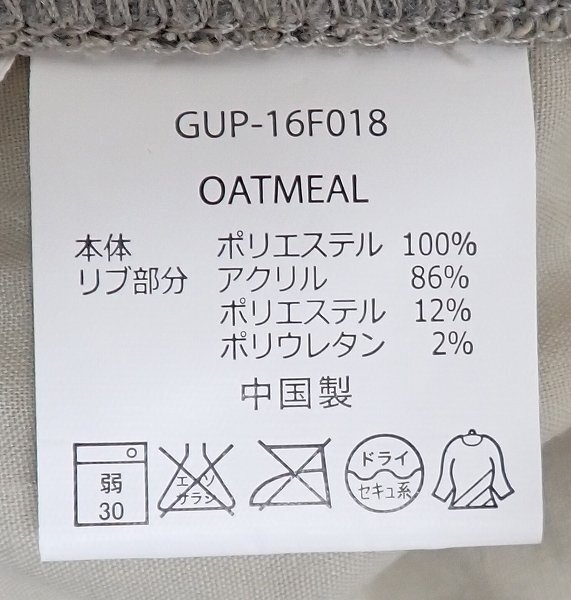 GUP-16F018
OATMEAL
本体 ポリエステル 100%
リブ部分 アクリル 86%
ポリエステル 12%
ポリウレタン 2%
中国製
弱
30
エンソ
サラシ
ドライ
セキユ系